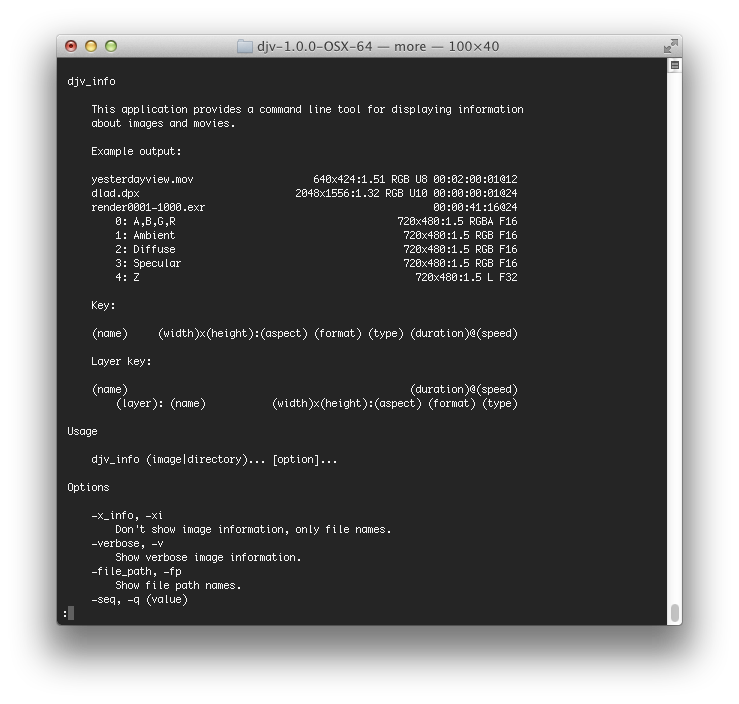 djv-1.0.0-OSX-64 — more — 100×40
djv_info
This application provides a command line tool for displaying information
about images and movies.
Example output:
yesterdayview.mov 640x424:1.51 RGB U8 00:02:00:01@12
dlad.dpx 2048x1556:1.32 RGB U10 00:00:00:01@24
render0001-1000.exr 00:00:41:16@24
0: A,B,G,R 720x480:1.5 RGBA F16
1: Ambient 720x480:1.5 RGB F16
2: Diffuse 720x480:1.5 RGB F16
3: Specular 720x480:1.5 RGB F16
4: Z 720x480:1.5 L F32
Key:
(name) (width)x(height):(aspect) (format) (type) (duration)@(speed)
Layer key:
(name) (duration)@(speed)
(layer): (name) (width)x(height):(aspect) (format) (type)
Usage
djv_info (image|directory)... [option]...
Options
-x_info, -xi
Don't show image information, only file names.
-verbose, -v
Show verbose image information.
-file_path, -fp
Show file path names.
-seq, -q (value)
: